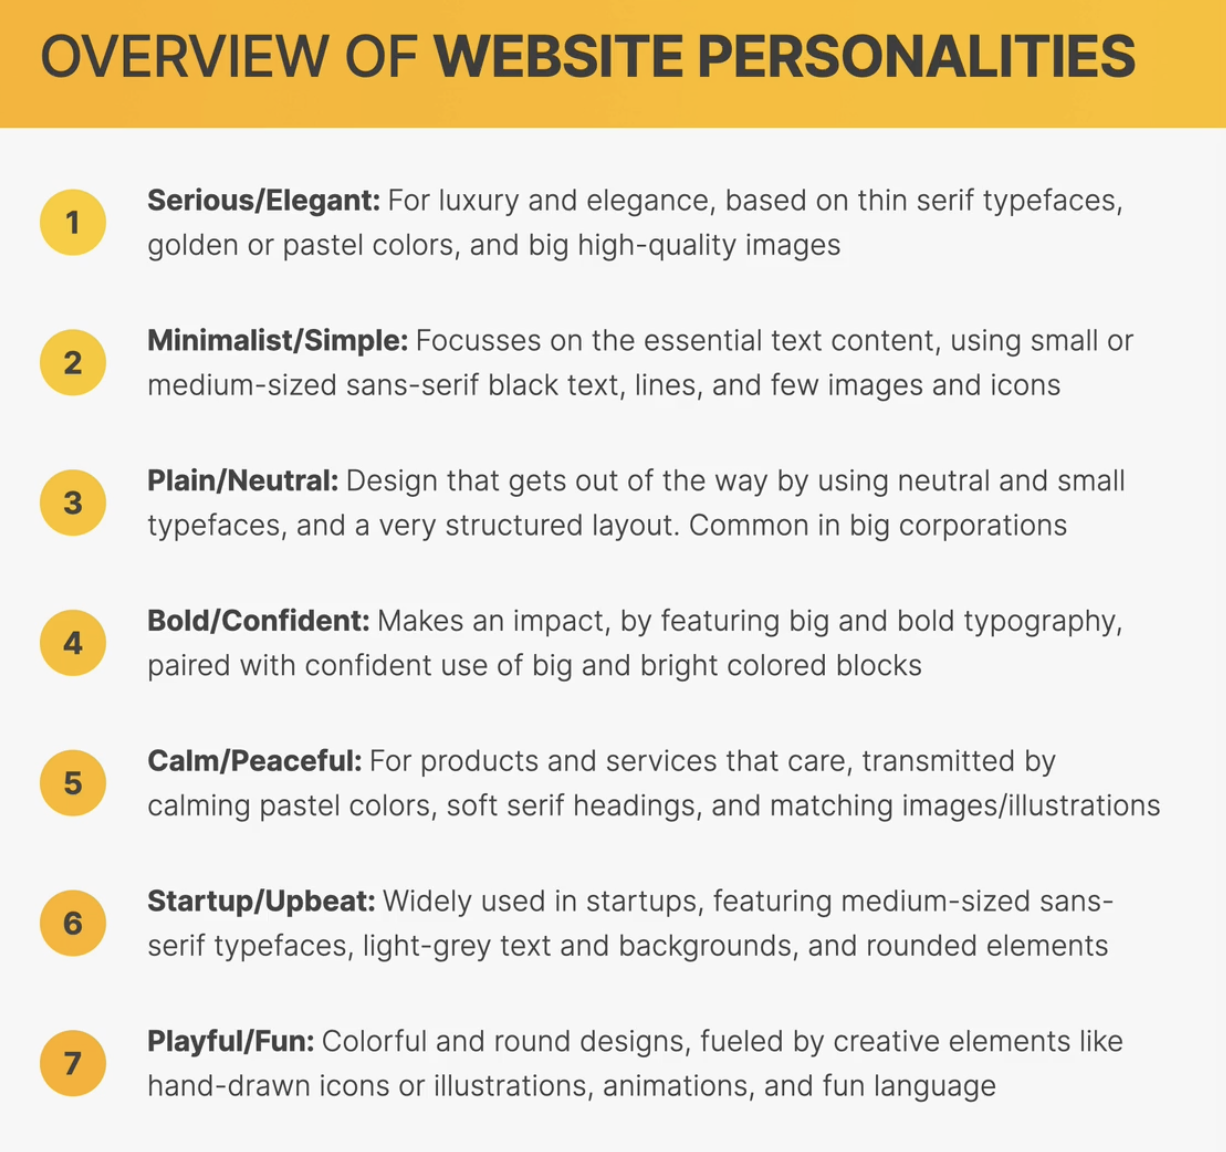 OVERVIEW OF WEBSITE PERSONALITIES
1
Serious/Elegant: For luxury and elegance, based on thin serif typefaces,
golden or pastel colors, and big high-quality images
2
Minimalist/Simple: Focusses on the essential text content, using small or
medium-sized sans-serif black text, lines, and few images and icons
3
Plain/Neutral: Design that gets out of the way by using neutral and small
typefaces, and a very structured layout. Common in big corporations
4
Bold/Confident: Makes an impact, by featuring big and bold typography,
paired with confident use of big and bright colored blocks
5
Calm/Peaceful: For products and services that care, transmitted by
calming pastel colors, soft serif headings, and matching images/illustrations
6
Startup/Upbeat: Widely used in startups, featuring medium-sized sans-
serif typefaces, light-grey text and backgrounds, and rounded elements
7
Playful/Fun: Colorful and round designs, fueled by creative elements like
hand-drawn icons or illustrations, animations, and fun language